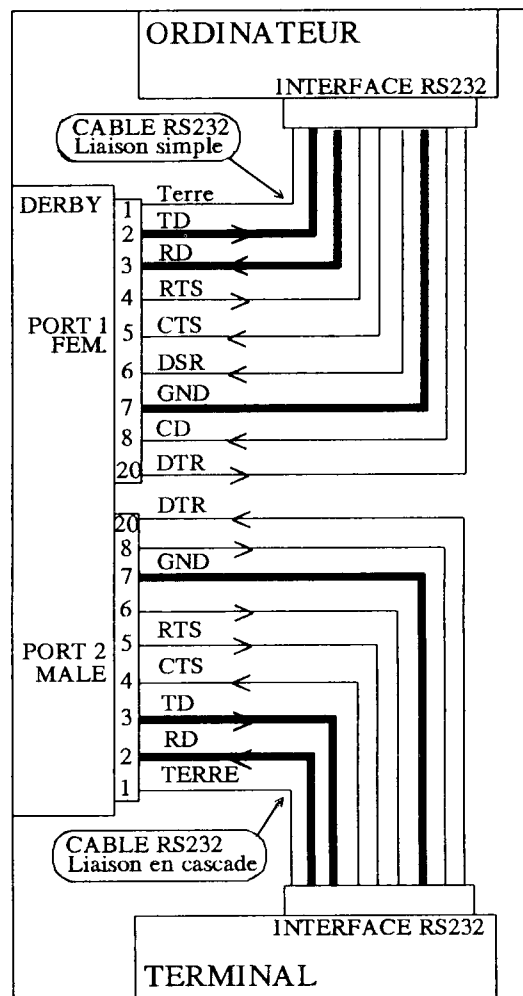 ORDINATEUR
INTERFACE RS232
CABLE RS232
Liaison simple
DERBY
1 Terre
2 TD
3 RD
4 RTS
PORT 1
FEM.
5 CTS
6 DSR
7 GND
8 CD
20 DTR
20 DTR
8
7 GND
6
5 RTS
PORT 2
MALE
4 CTS
3 TD
2 RD
1 TERRE
CABLE RS232
Liaison en cascade
INTERFACE RS232
TERMINAL